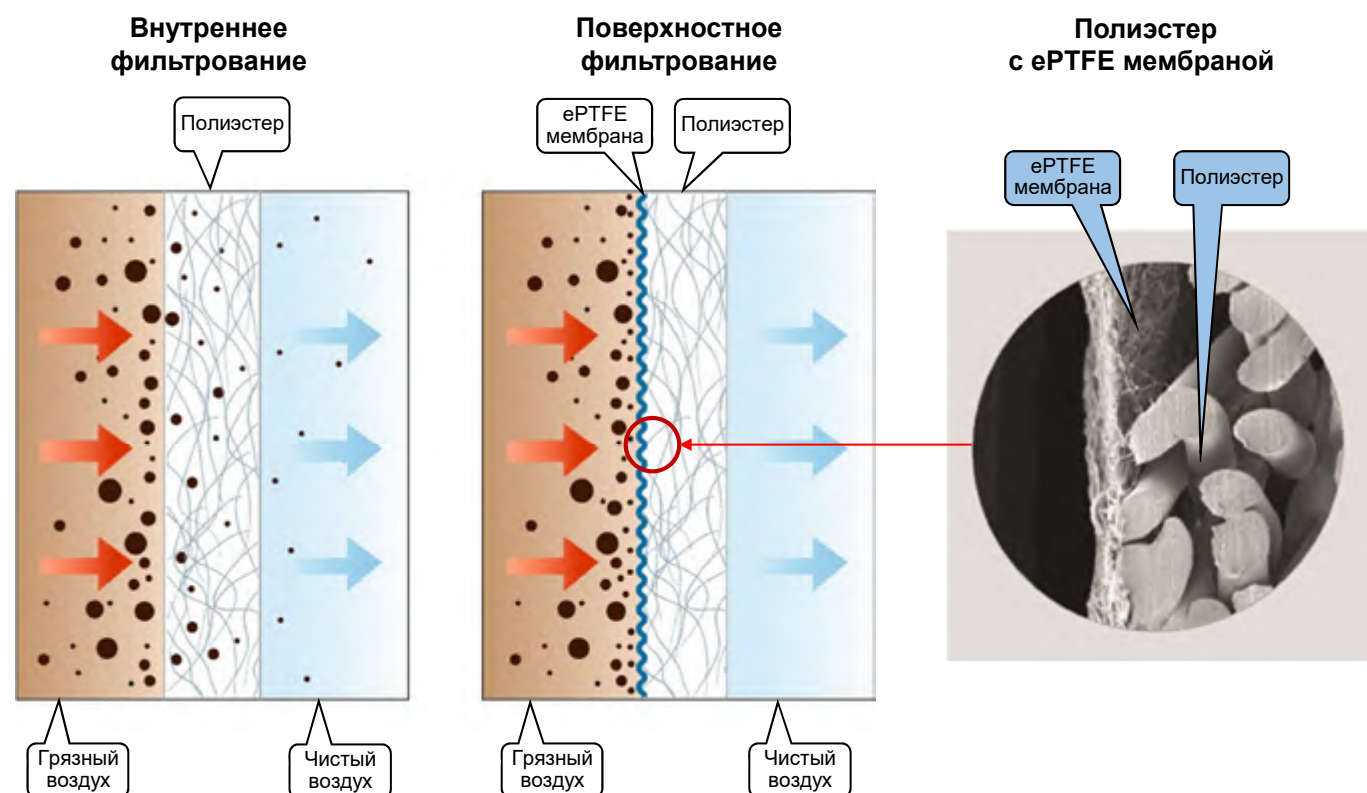 Внутреннее
фильтрование
Поверхностное
фильтрование
Полиэстер
с ePTFE мембраной
Полиэстер
ePTFE
мембрана
Полиэстер
ePTFE
мембрана
Полиэстер
Грязный
воздух
Чистый
воздух
Грязный
воздух
Чистый
воздух